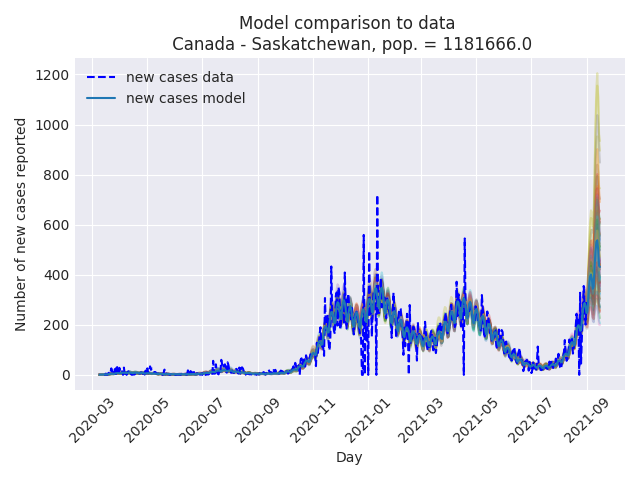 Model comparison to data
Canada - Saskatchewan, pop. = 1181666.0
new cases data
new cases model
Number of new cases reported
1200
1000
800
600
400
200
0
2020-03
2020-05
2020-07
2020-09
2020-11
2021-01
2021-03
2021-05
2021-07
2021-09
Day